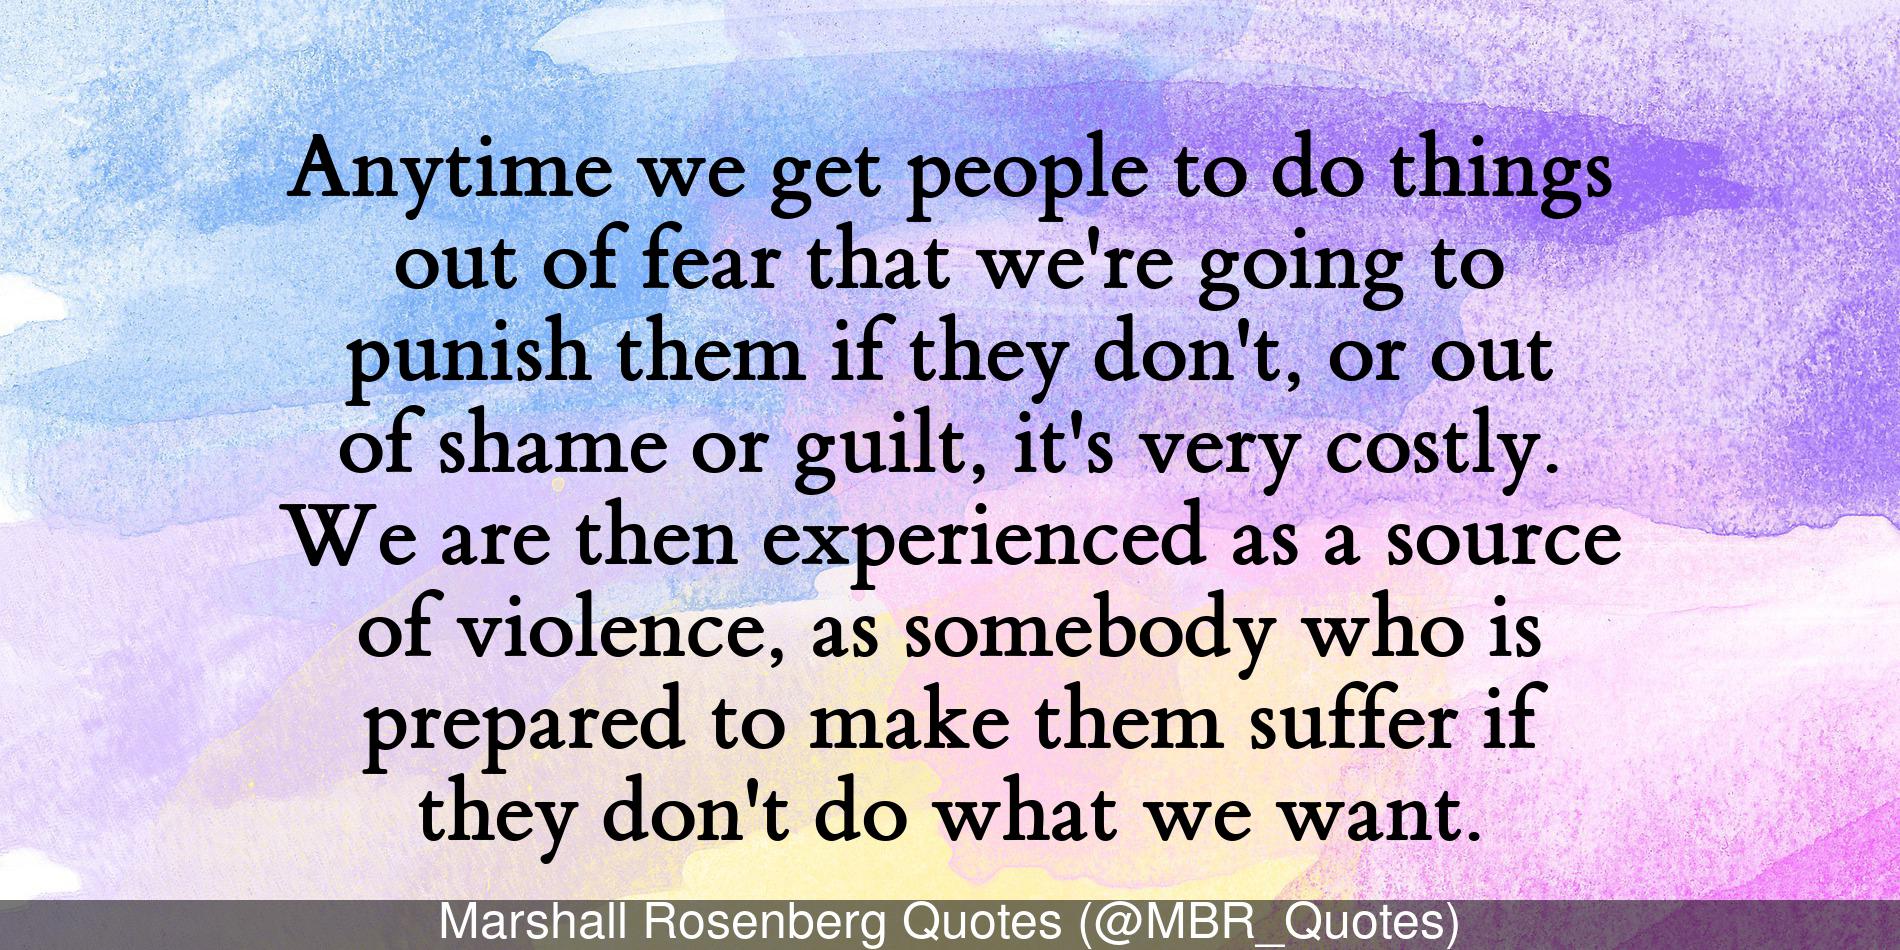 Anytime we get people to do things
out of fear that we're going to
punish them if they don't, or out
of shame or guilt, it's very costly.
We are then experienced as a source
of violence, as somebody who is
prepared to make them suffer if
they don't do what we want.
Marshall Rosenberg Quotes (@MBR_Quotes)